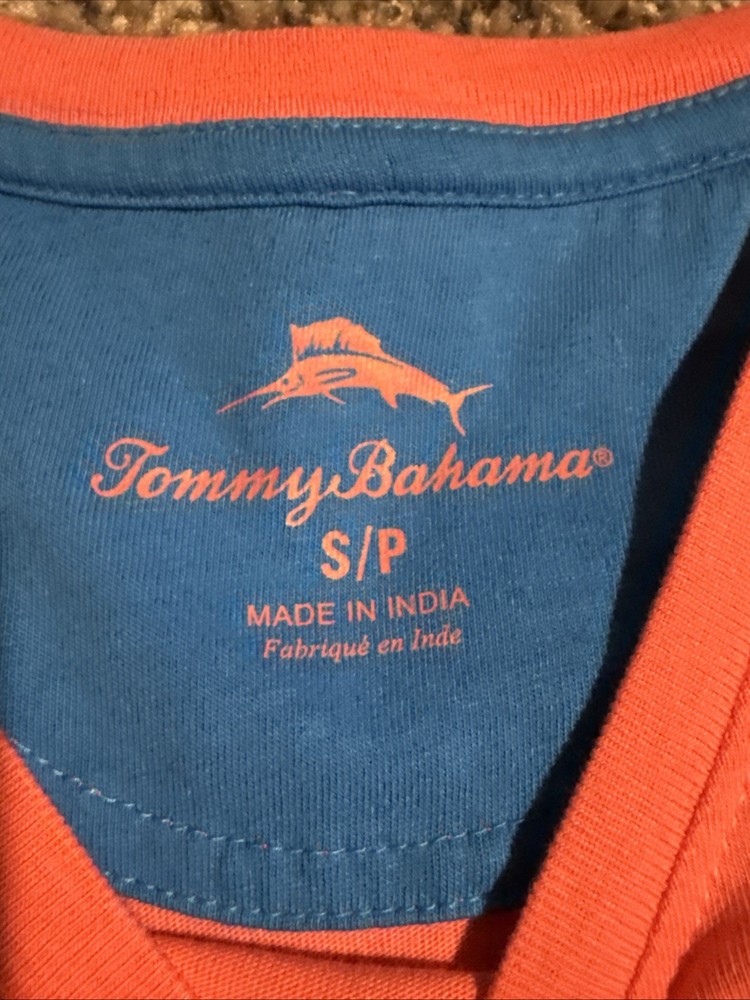 Tommy Bahama®
S/P
MADE IN INDIA
Fabriqué en Inde